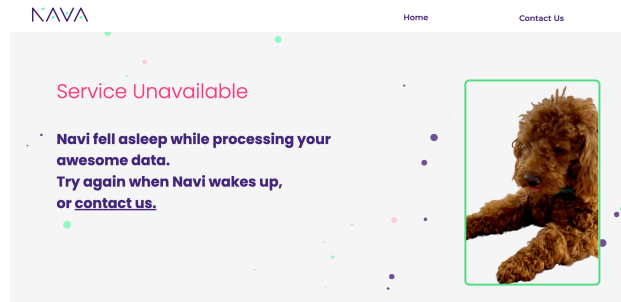 NAVA
Home
Contact Us
Service Unavailable
Navi fell asleep while processing your
awesome data.
Try again when Navi wakes up,
or contact us.